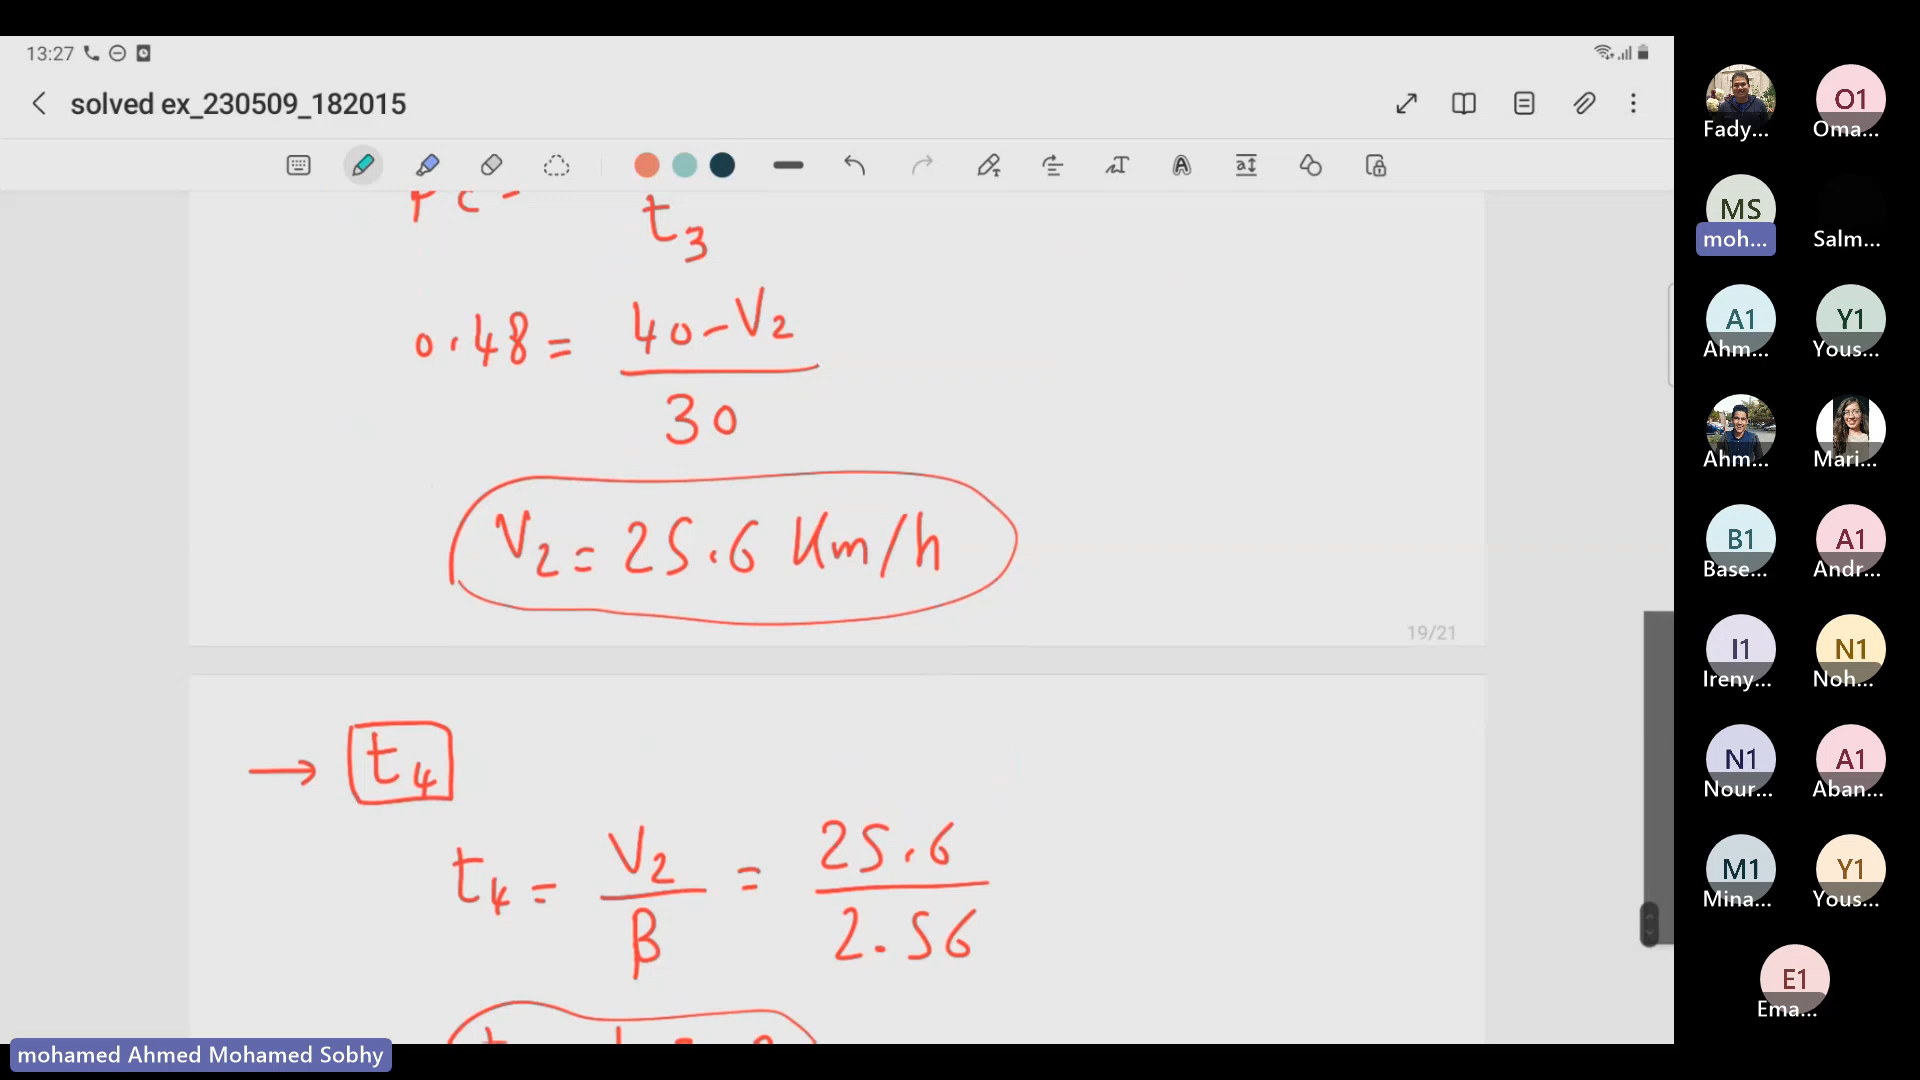 13:27
solved ex_230509_182015
t3
0.48 = 40-V2
30
V2 = 25.6 Km/h
19/21
→ t4
t4 = V2 = 25.6
β 2.56
Fady...
O1
Oma...
MS
moh...
Salm...
A1
Ahm...
Y1
Yous...
Ahm...
Mari...
B1
Base...
A1
Andr...
I1
Ireny...
N1
Noh...
N1
Nour...
A1
Aban...
M1
Mina...
Y1
Yous...
E1
Ema...
mohamed Ahmed Mohamed Sobhy